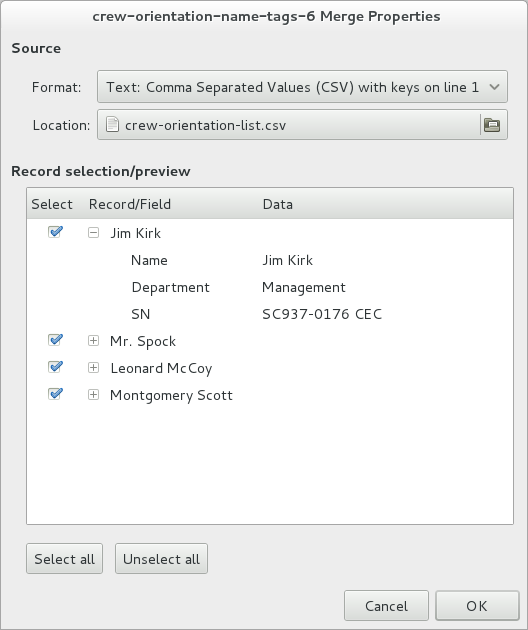 crew-orientation-name-tags-6 Merge Properties
Source
Format: Text: Comma Separated Values (CSV) with keys on line 1
Location: crew-orientation-list.csv
Record selection/preview
Select Record/Field Data
Jim Kirk
Name Jim Kirk
Department Management
SN SC937-0176 CEC
Mr. Spock
Leonard McCoy
Montgomery Scott
Select all Unselect all
Cancel OK